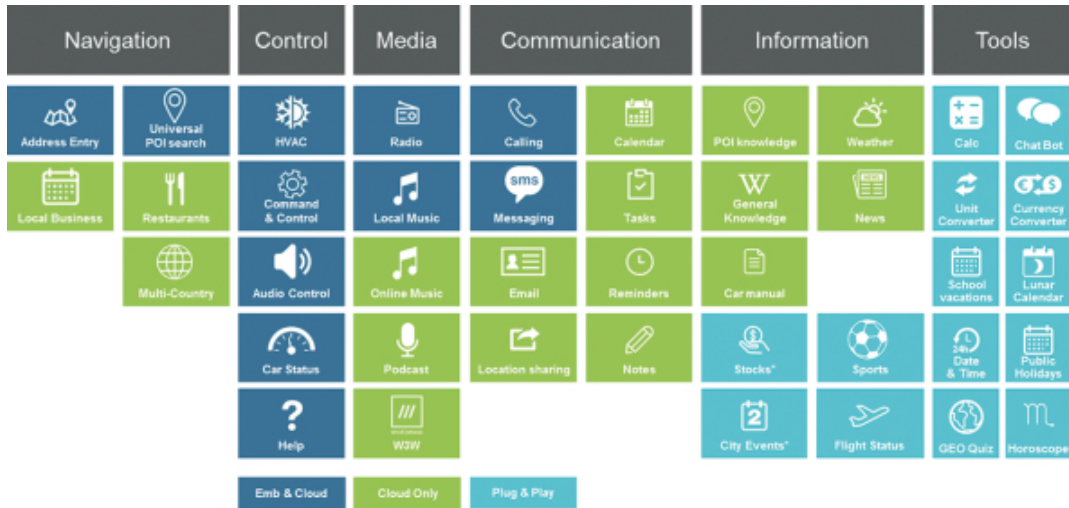 Navigation
Control
Media
Communication
Information
Tools
Address Entry
Universal
POI search
HVAC
Radio
Calling
Calendar
POI knowledge
Weather
Calc
Chat Bot
Local Business
Restaurants
Command
& Control
Local Music
sms
Messaging
Tasks
W
General
Knowledge
NEWS
News
Unit
Converter
Currency
Converter
Multi-Country
Audio Control
Online Music
Email
Reminders
Car manual
School
vacations
Lunar
Calendar
Car Status
Podcast
Location sharing
Notes
Stocks*
Sports
24h
Date
& Time
Public
Holidays
?
Help
///
W3W
2
City Events*
Flight Status
GEO Quiz
Horoscope
Emb & Cloud
Cloud Only
Plug & Play